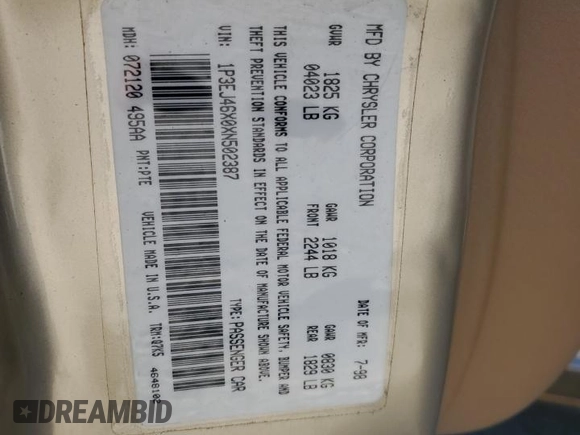 MFD BY CHRYSLER CORPORATION
DATE OF MFR: 7-98
GVWR
1825 KG
04023 LB
GAWR FRONT
1018 KG
2244 LB
GAWR REAR
0830 KG
1829 LB
THIS VEHICLE CONFORMS TO ALL APPLICABLE FEDERAL MOTOR VEHICLE SAFETY, BUMPER AND
THEFT PREVENTION STANDARDS IN EFFECT ON THE DATE OF MANUFACTURE SHOWN ABOVE.
VIN: 1P3EJ46X0XN502387
TYPE: PASSENGER CAR
MDH: 072120 495AA PNT:PTE
VEHICLE MADE IN U.S.A. TRM:Q7K5
DREAMBID